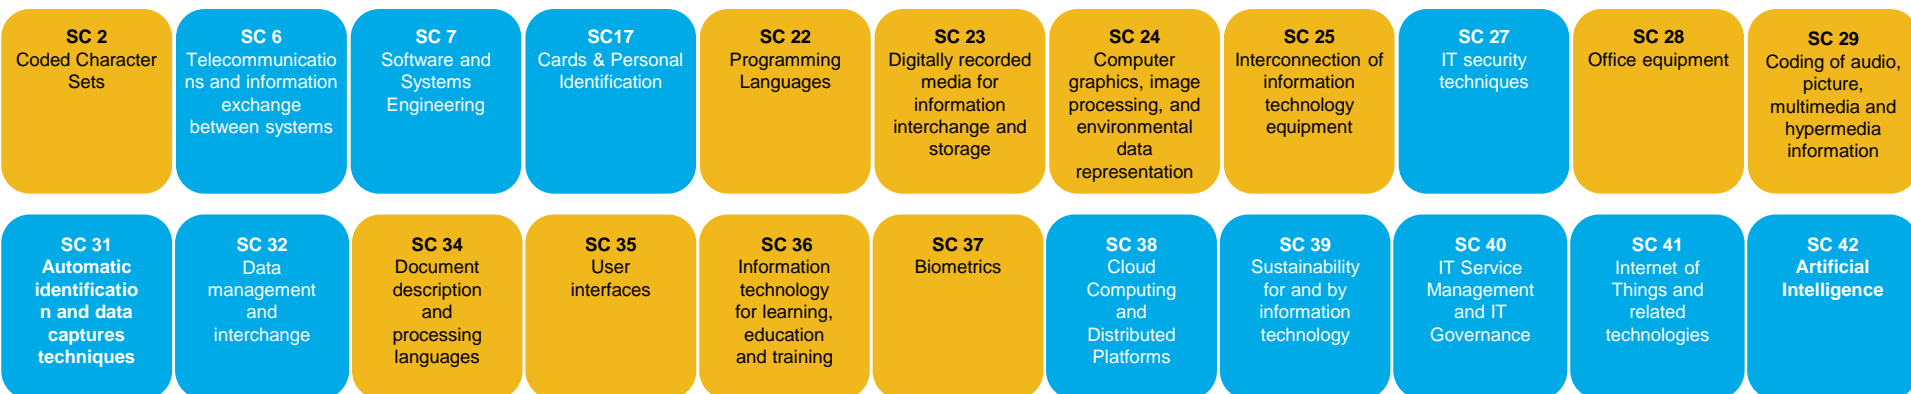 SC 2
Coded Character
Sets
SC 6
Telecommunicatio
ns and information
exchange
between systems
SC 7
Software and
Systems
Engineering
SC17
Cards & Personal
Identification
SC 22
Programming
Languages
SC 23
Digitally recorded
media for
information
interchange and
storage
SC 24
Computer
graphics, image
processing, and
environmental
data
representation
SC 25
Interconnection of
information
technology
equipment
SC 27
IT security
techniques
SC 28
Office equipment
SC 29
Coding of audio,
picture,
multimedia and
hypermedia
information
SC 31
Automatic
identificatio
n and data
captures
techniques
SC 32
Data
management
and
interchange
SC 34
Document
description
and
processing
languages
SC 35
User
interfaces
SC 36
Information
technology
for learning,
education
and training
SC 37
Biometrics
SC 38
Cloud
Computing
and
Distributed
Platforms
SC 39
Sustainability
for and by
information
technology
SC 40
IT Service
Management
and IT
Governance
SC 41
Internet of
Things and
related
technologies
SC 42
Artificial
Intelligence